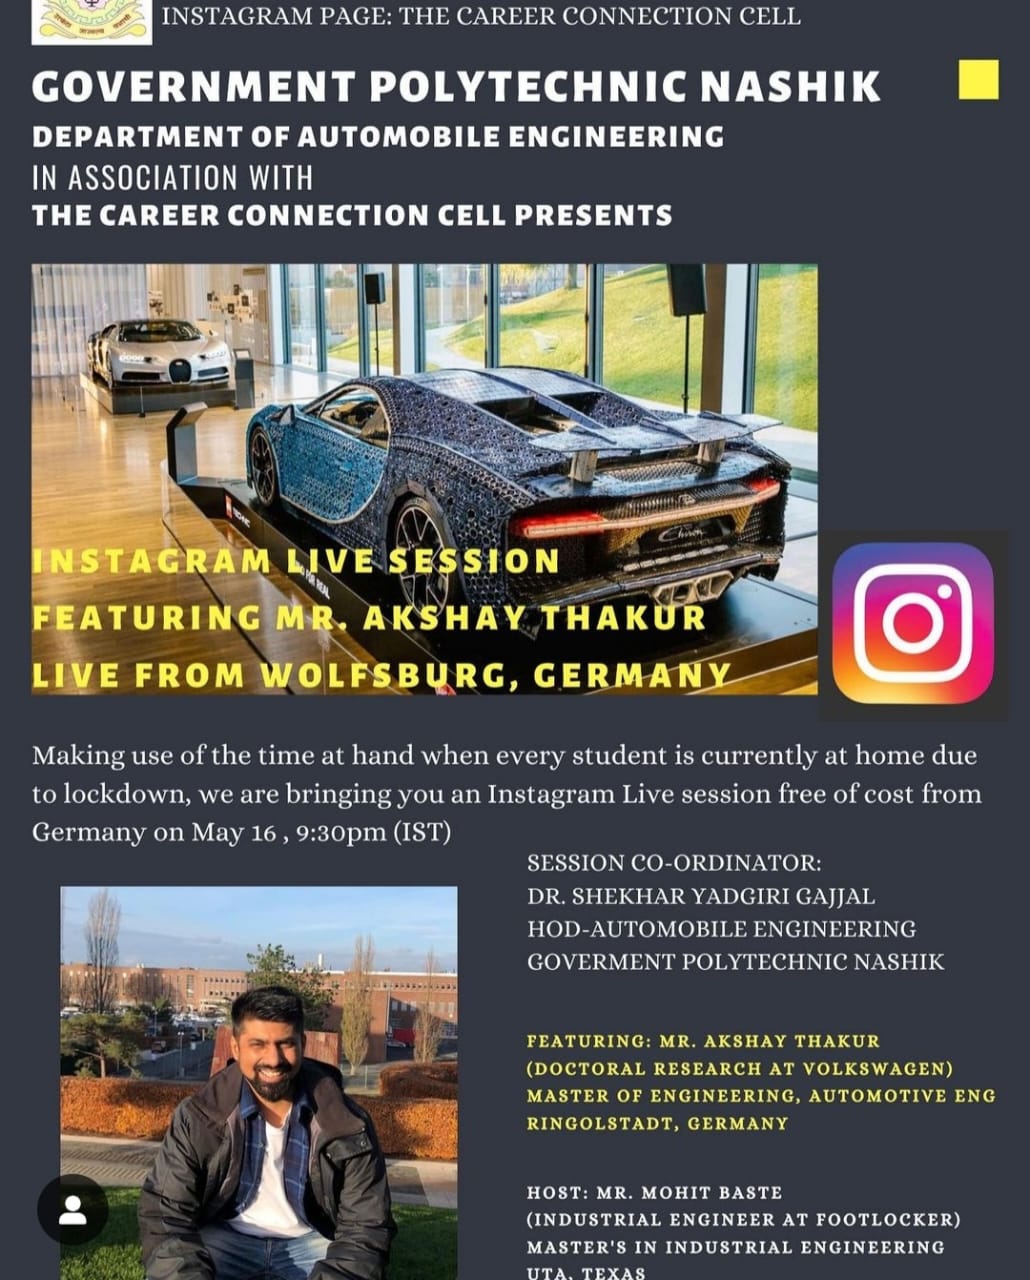 INSTAGRAM PAGE: THE CAREER CONNECTION CELL
GOVERNMENT POLYTECHNIC NASHIK
DEPARTMENT OF AUTOMOBILE ENGINEERING
IN ASSOCIATION WITH
THE CAREER CONNECTION CELL PRESENTS
Chiron
INSTAGRAM LIVE SESSION
FEATURING MR. AKSHAY THAKUR
LIVE FROM WOLFSBURG, GERMANY
Making use of the time at hand when every student is currently at home due
to lockdown, we are bringing you an Instagram Live session free of cost from
Germany on May 16 , 9:30pm (IST)
SESSION CO-ORDINATOR:
DR. SHEKHAR YADGIRI GAJJAL
HOD-AUTOMOBILE ENGINEERING
GOVERMENT POLYTECHNIC NASHIK
FEATURING: MR. AKSHAY THAKUR
(DOCTORAL RESEARCH AT VOLKSWAGEN)
MASTER OF ENGINEERING, AUTOMOTIVE ENG
RINGOLSTADT, GERMANY
HOST: MR. MOHIT BASTE
(INDUSTRIAL ENGINEER AT FOOTLOCKER)
MASTER'S IN INDUSTRIAL ENGINEERING
UTA, TEXAS